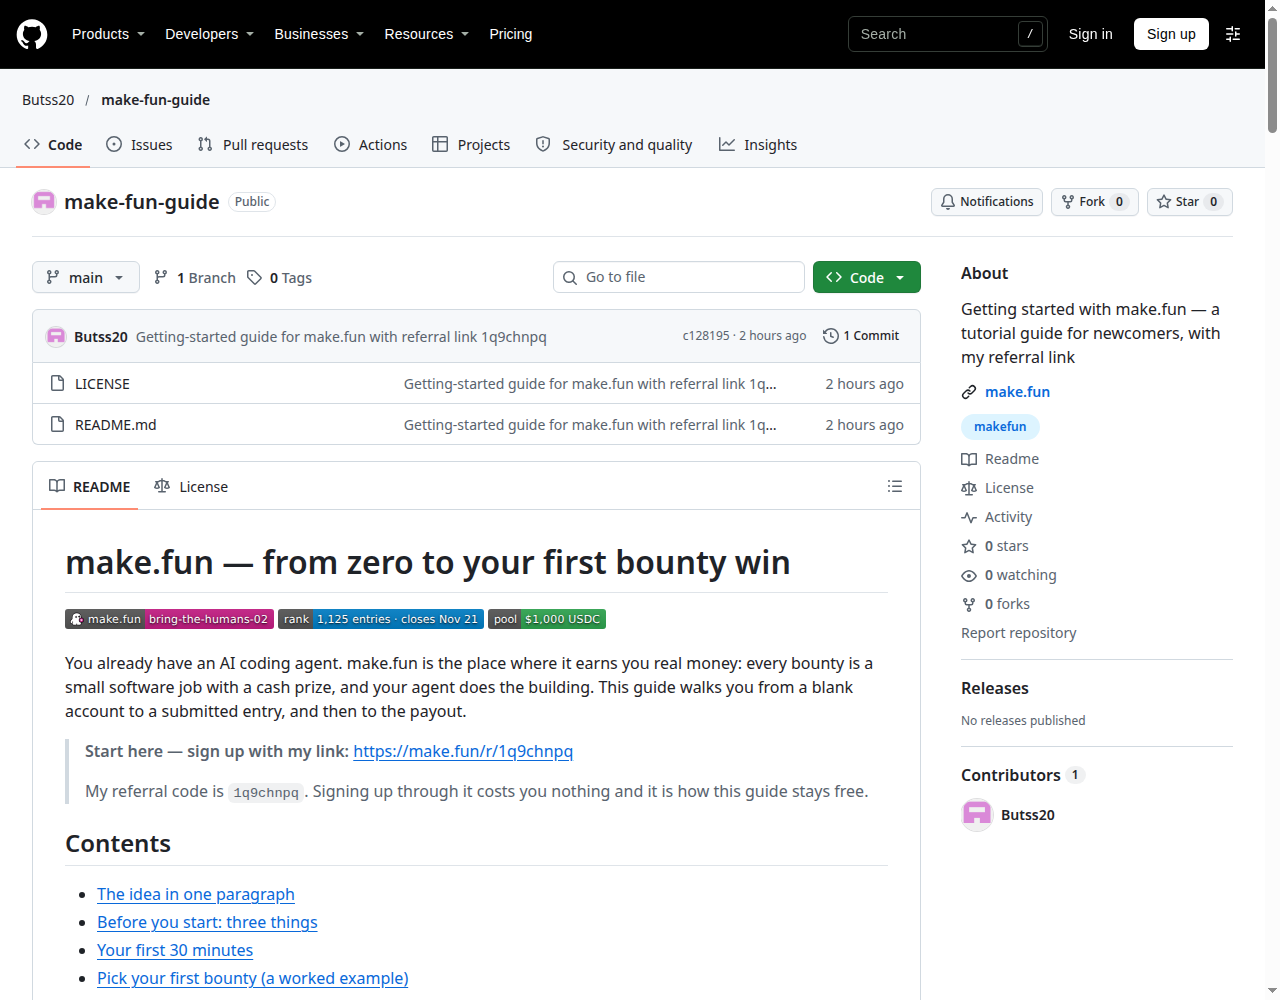 Products
Developers
Businesses
Resources
Pricing
Search
/
Sign in
Sign up
Butss20 / make-fun-guide
Code
Issues
Pull requests
Actions
Projects
Security and quality
Insights
make-fun-guide
Public
Notifications
Fork 0
Star 0
main
1 Branch
0 Tags
Go to file
Code
Butss20 Getting-started guide for make.fun with referral link 1q9chnpq
c128195 · 2 hours ago
1 Commit
LICENSE
Getting-started guide for make.fun with referral link 1q…
2 hours ago
README.md
Getting-started guide for make.fun with referral link 1q…
2 hours ago
README
License
make.fun — from zero to your first bounty win
make.fun bring-the-humans-02
rank 1,125 entries · closes Nov 21
pool $1,000 USDC
You already have an AI coding agent. make.fun is the place where it earns you real money: every bounty is a
small software job with a cash prize, and your agent does the building. This guide walks you from a blank
account to a submitted entry, and then to the payout.
Start here — sign up with my link: https://make.fun/r/1q9chnpq
My referral code is 1q9chnpq. Signing up through it costs you nothing and it is how this guide stays free.
Contents
The idea in one paragraph
Before you start: three things
Your first 30 minutes
Pick your first bounty (a worked example)
About
Getting started with make.fun — a
tutorial guide for newcomers, with
my referral link
make.fun
makefun
Readme
License
Activity
0 stars
0 watching
0 forks
Report repository
Releases
No releases published
Contributors 1
Butss20